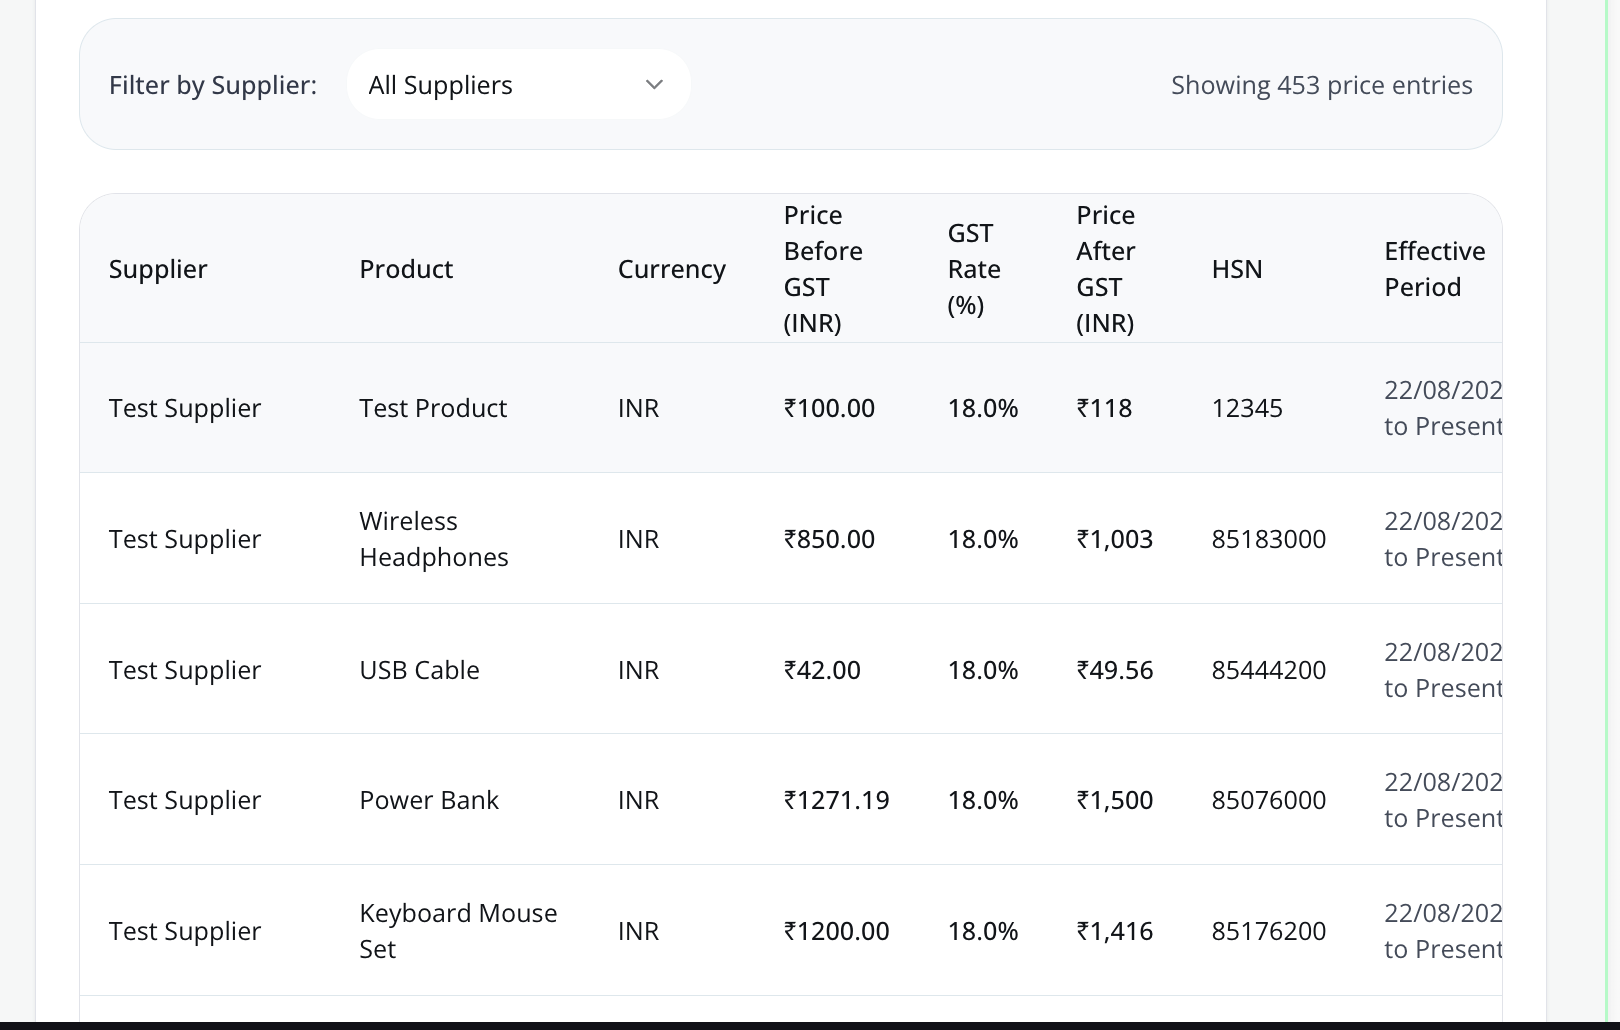 Filter by Supplier: All Suppliers Showing 453 price entries
Supplier Product Currency Price Before GST (INR) GST Rate (%) Price After GST (INR) HSN Effective Period
Test Supplier Test Product INR ₹100.00 18.0% ₹118 12345 22/08/202 to Present
Test Supplier Wireless Headphones INR ₹850.00 18.0% ₹1,003 85183000 22/08/202 to Present
Test Supplier USB Cable INR ₹42.00 18.0% ₹49.56 85444200 22/08/202 to Present
Test Supplier Power Bank INR ₹1271.19 18.0% ₹1,500 85076000 22/08/202 to Present
Test Supplier Keyboard Mouse Set INR ₹1200.00 18.0% ₹1,416 85176200 22/08/202 to Present